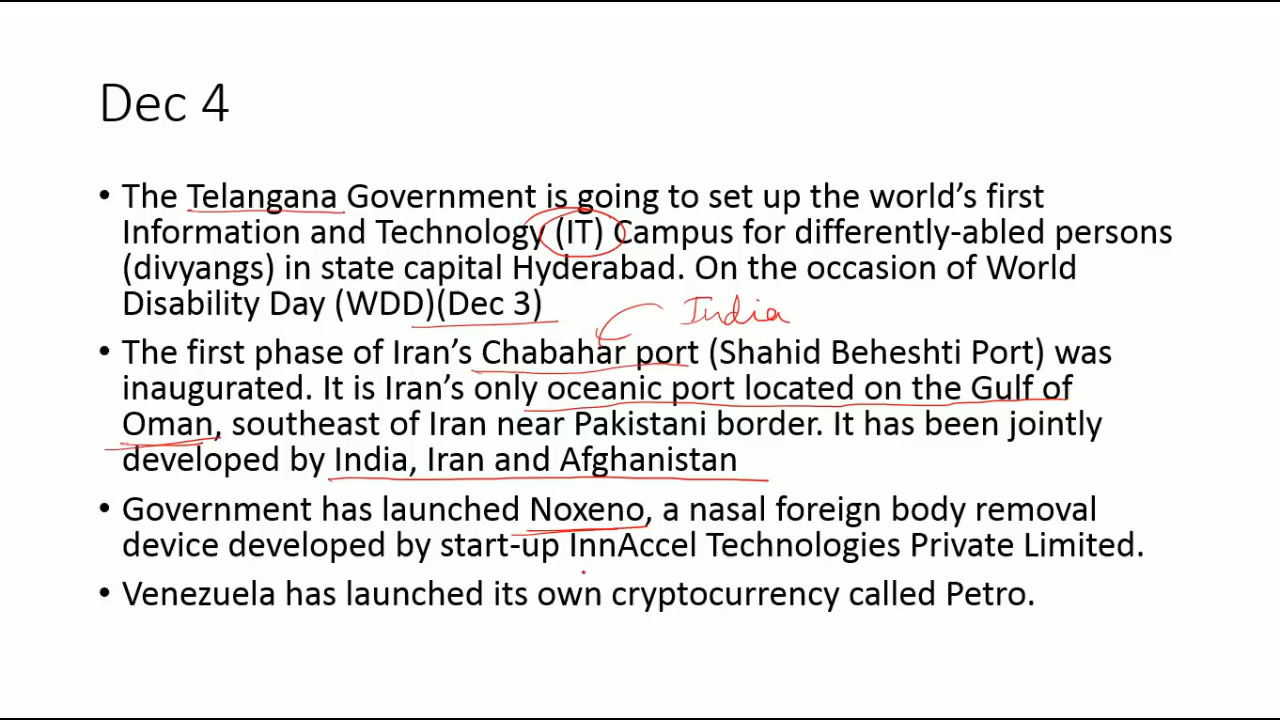 Dec 4
• The Telangana Government is going to set up the world’s first
Information and Technology (IT) Campus for differently-abled persons
(divyangs) in state capital Hyderabad. On the occasion of World
Disability Day (WDD)(Dec 3)
India
• The first phase of Iran’s Chabahar port (Shahid Beheshti Port) was
inaugurated. It is Iran’s only oceanic port located on the Gulf of
Oman, southeast of Iran near Pakistani border. It has been jointly
developed by India, Iran and Afghanistan
• Government has launched Noxeno, a nasal foreign body removal
device developed by start-up InnAccel Technologies Private Limited.
• Venezuela has launched its own cryptocurrency called Petro.